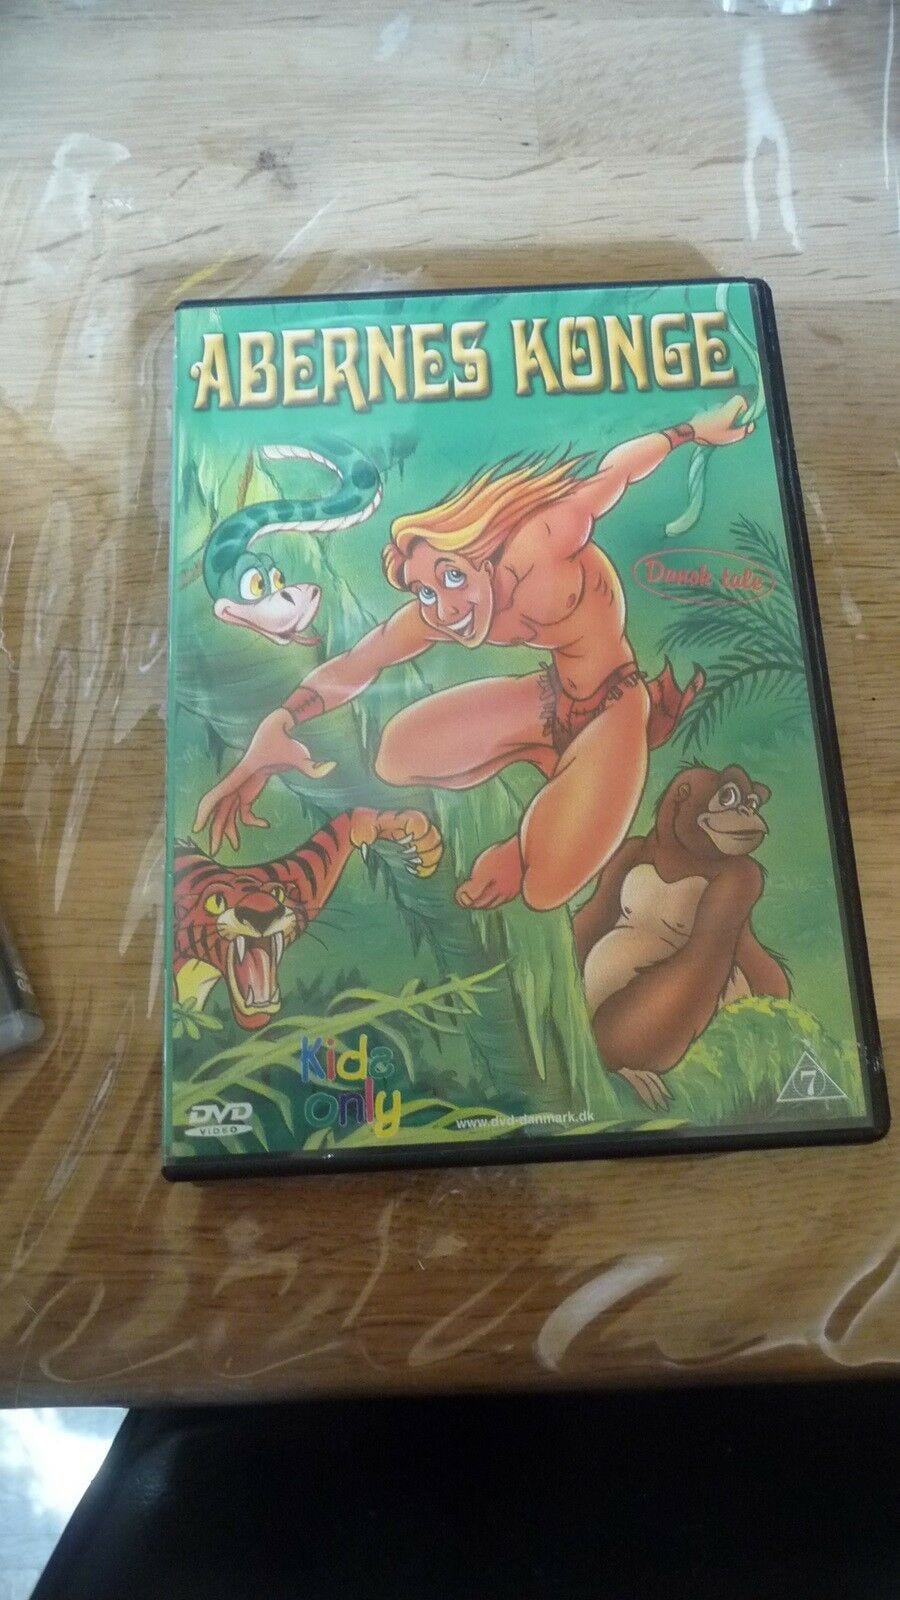 ABERNES KONGE
Dansk tale
Kids
only
DVD
VIDEO
www.dvd-danmark.dk
7